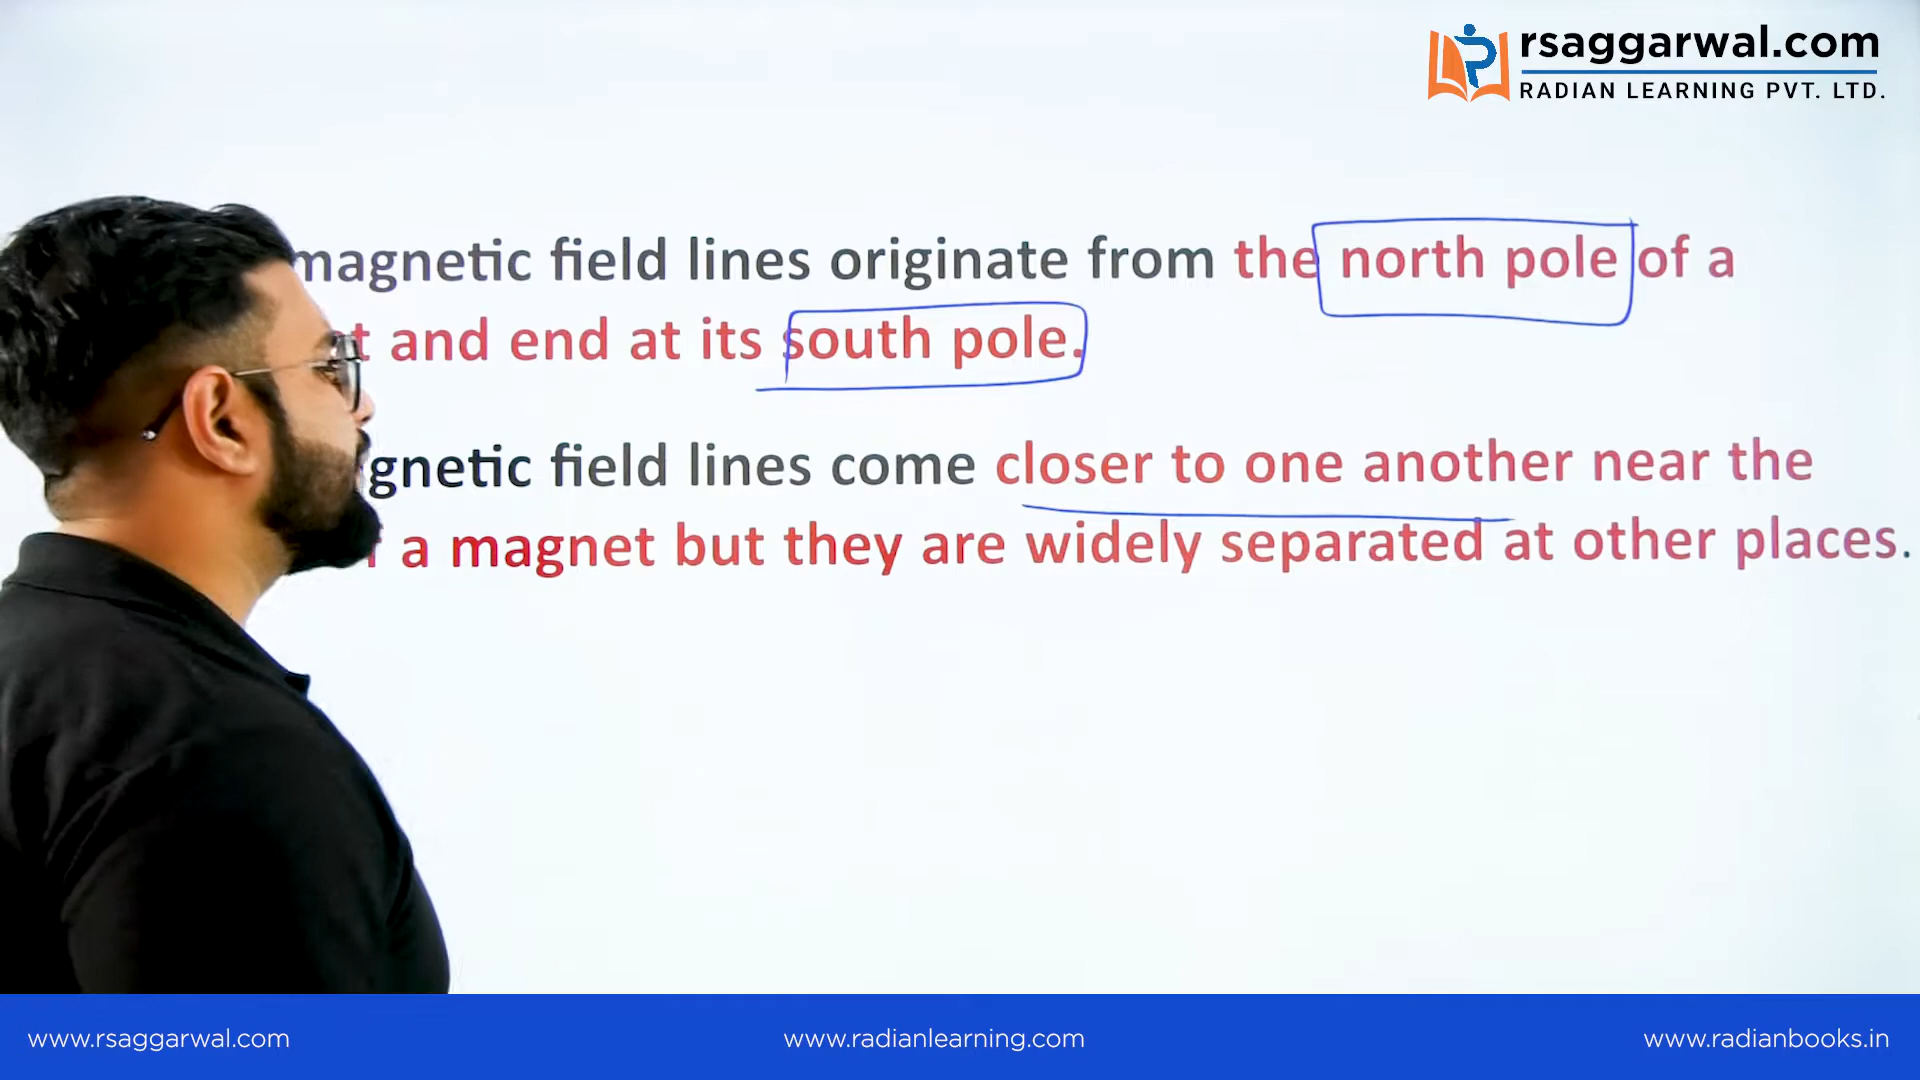 rsaggarwal.com
RADIAN LEARNING PVT. LTD.
magnetic field lines originate from the north pole of a
and end at its south pole.
field lines come closer to one another near the
a magnet but they are widely separated at other places.
www.rsaggarwal.com
www.radianlearning.com
www.radianbooks.in